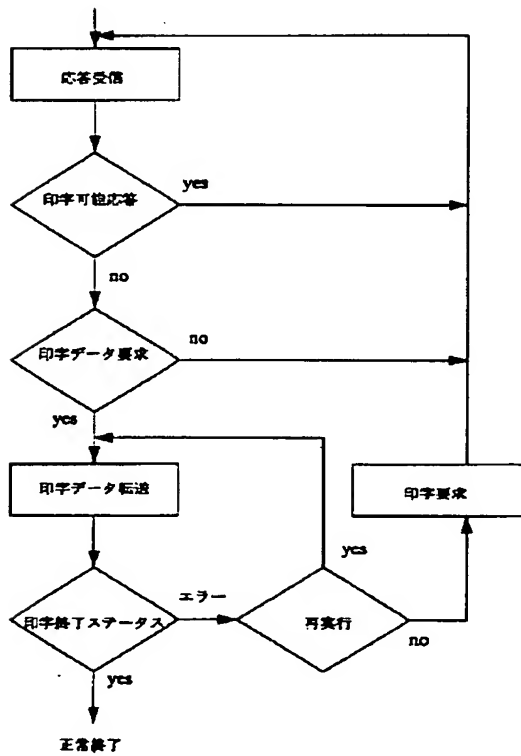 応答受信
印字可能応答
yes
no
印字データ要求
no
yes
印字データ転送
印字要求
yes
エラー
印字終了ステータス
再実行
no
yes
正常終了